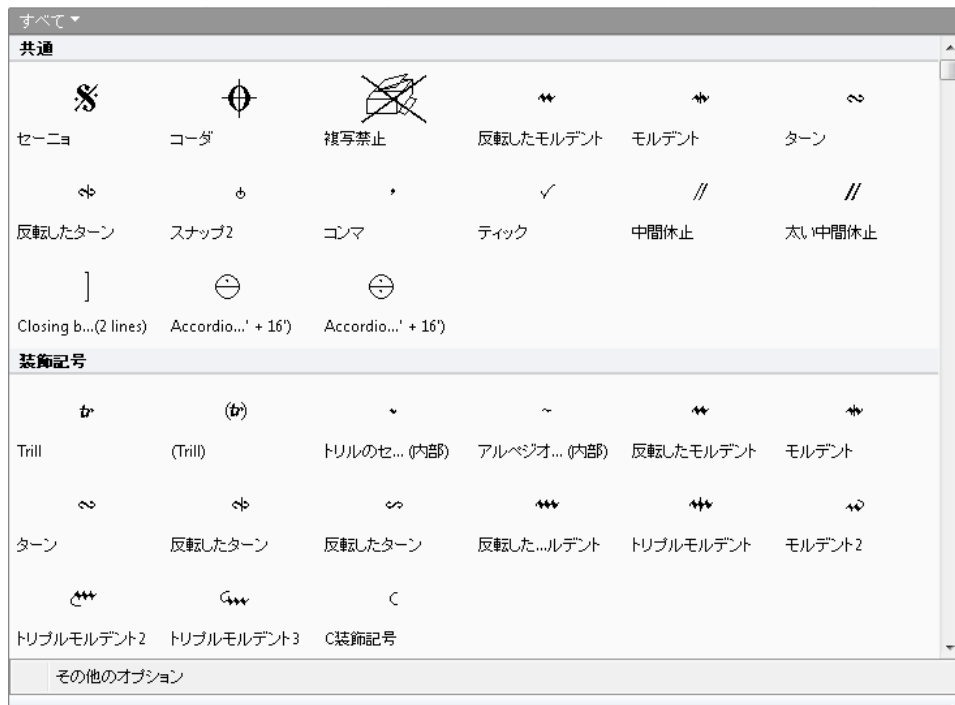 すべて
共通
セーニョ コーダ 複写禁止 反転したモルデント モルデント ターン
反転したターン スナップ2 コンマ ティック 中間休止 太い中間休止
Closing b...(2 lines) Accordio...' + 16') Accordio...' + 16')
装飾記号
tr (tr)
Trill (Trill) トリルのセ... (内部) アルペジオ... (内部) 反転したモルデント モルデント
ターン 反転したターン 反転したターン 反転した...ルデント トリプルモルデント モルデント2
トリプルモルデント2 トリプルモルデント3 C装飾記号
その他のオプション